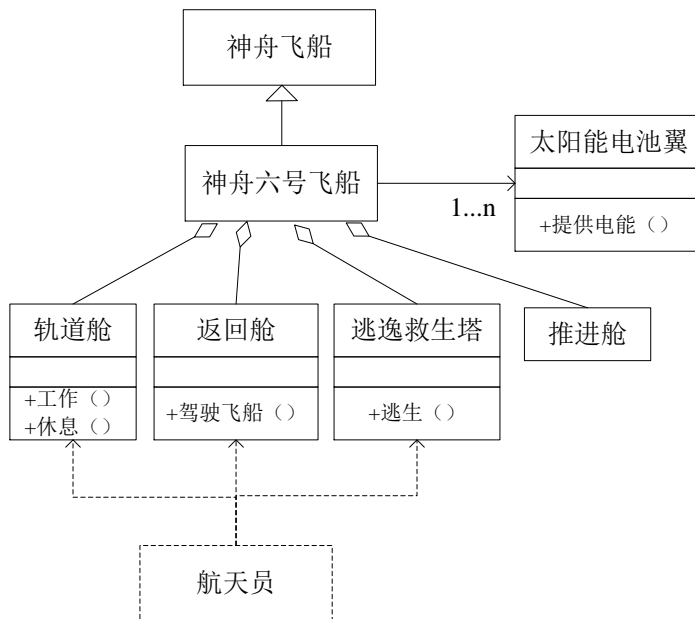 神舟飞船
神舟六号飞船
太阳能电池翼
+提供电能（）
1...n
轨道舱
+工作（）
+休息（）
返回舱
+驾驶飞船（）
逃逸救生塔
+逃生（）
推进舱
航天员